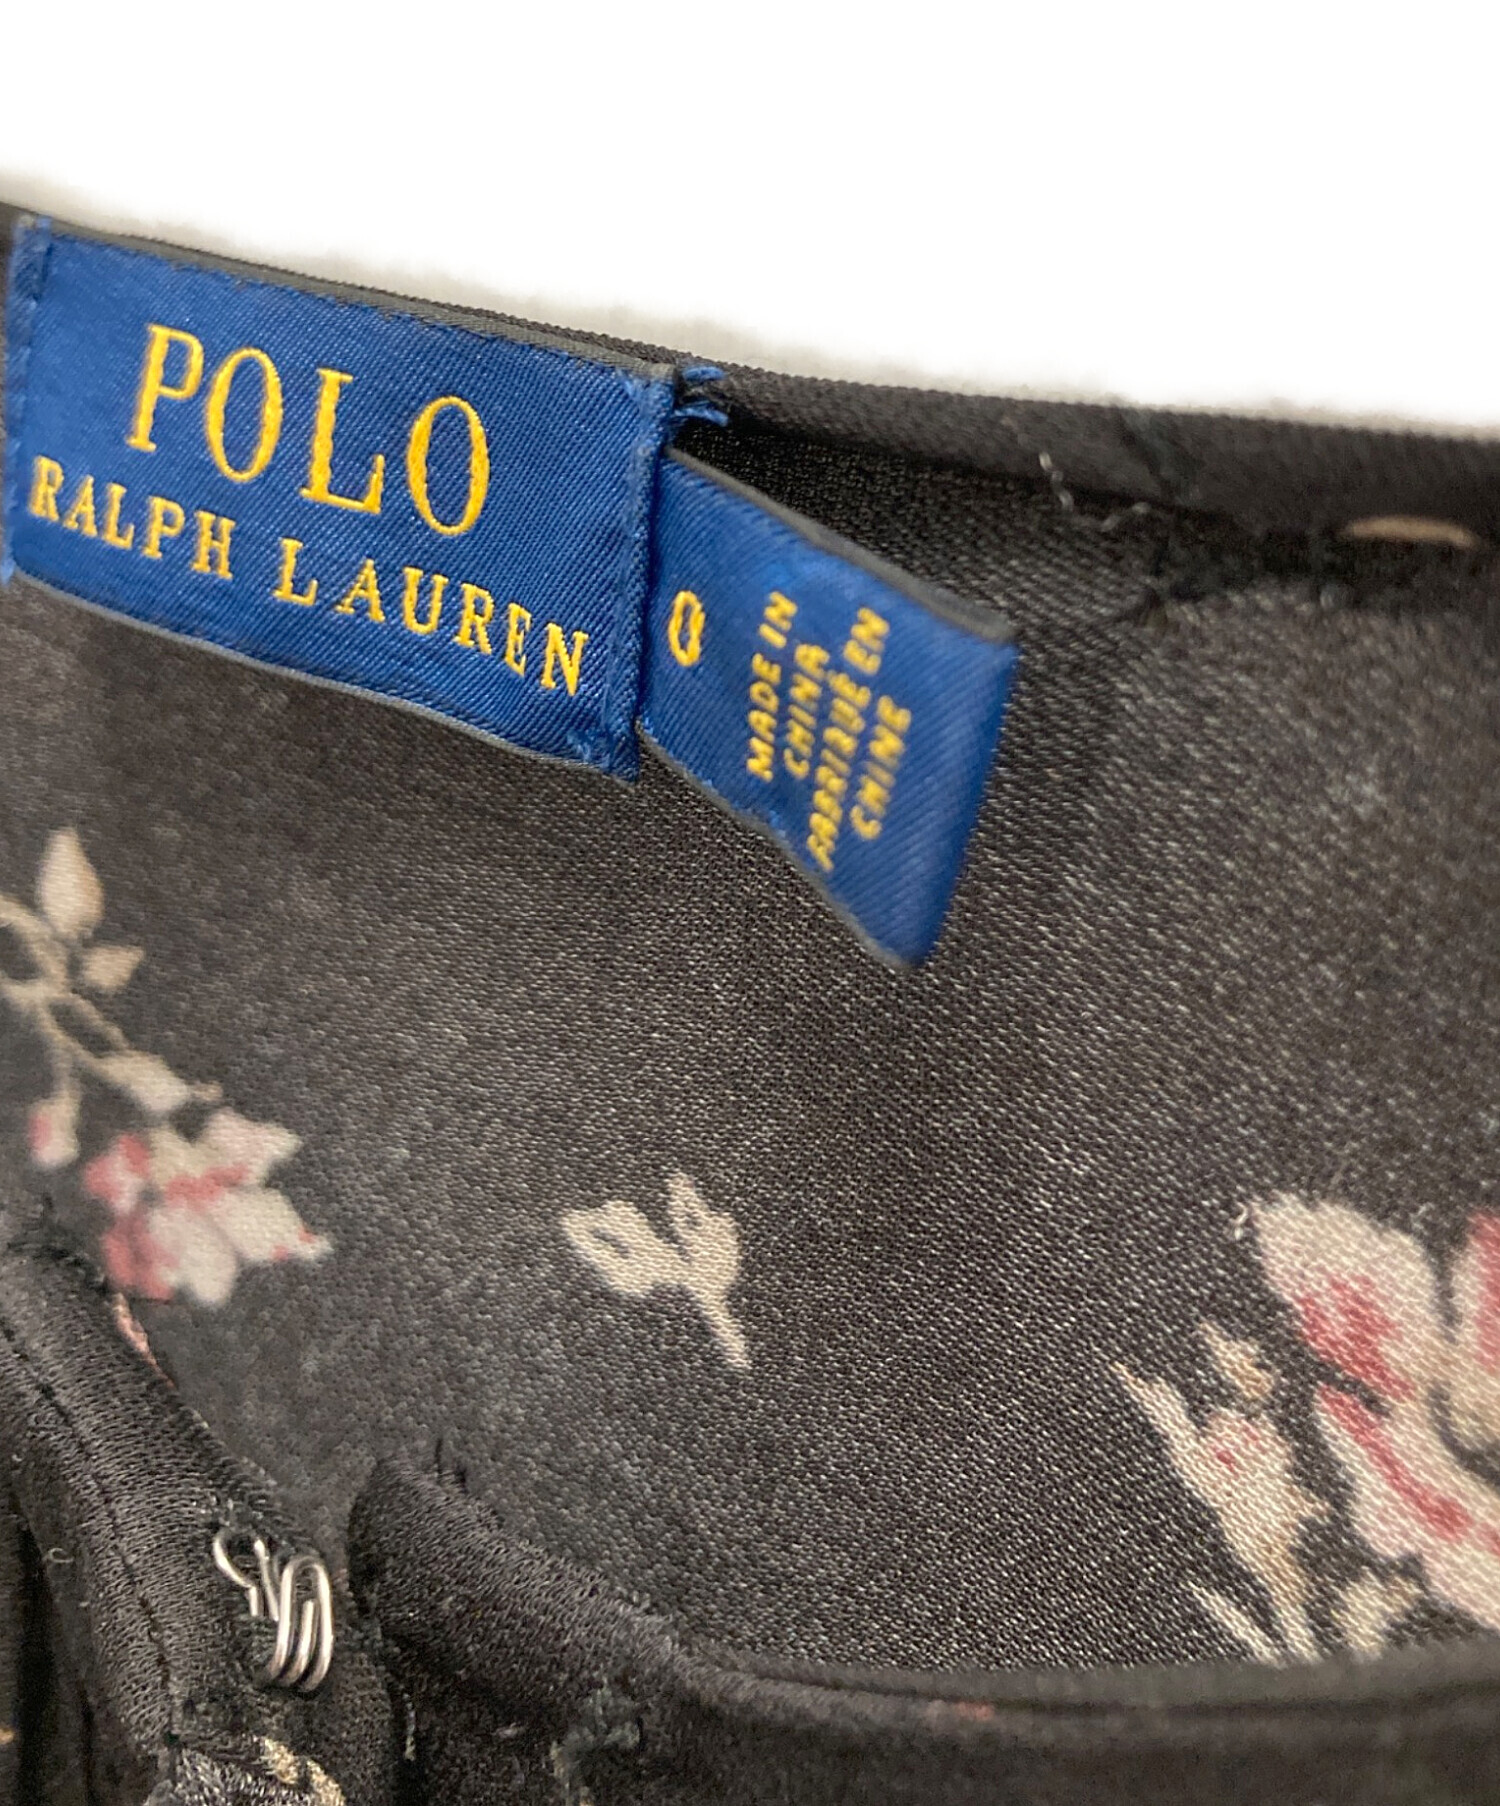 POLO
RALPH LAUREN
0
MADE IN
CHINA
FABRIQUÉ EN
CHINE